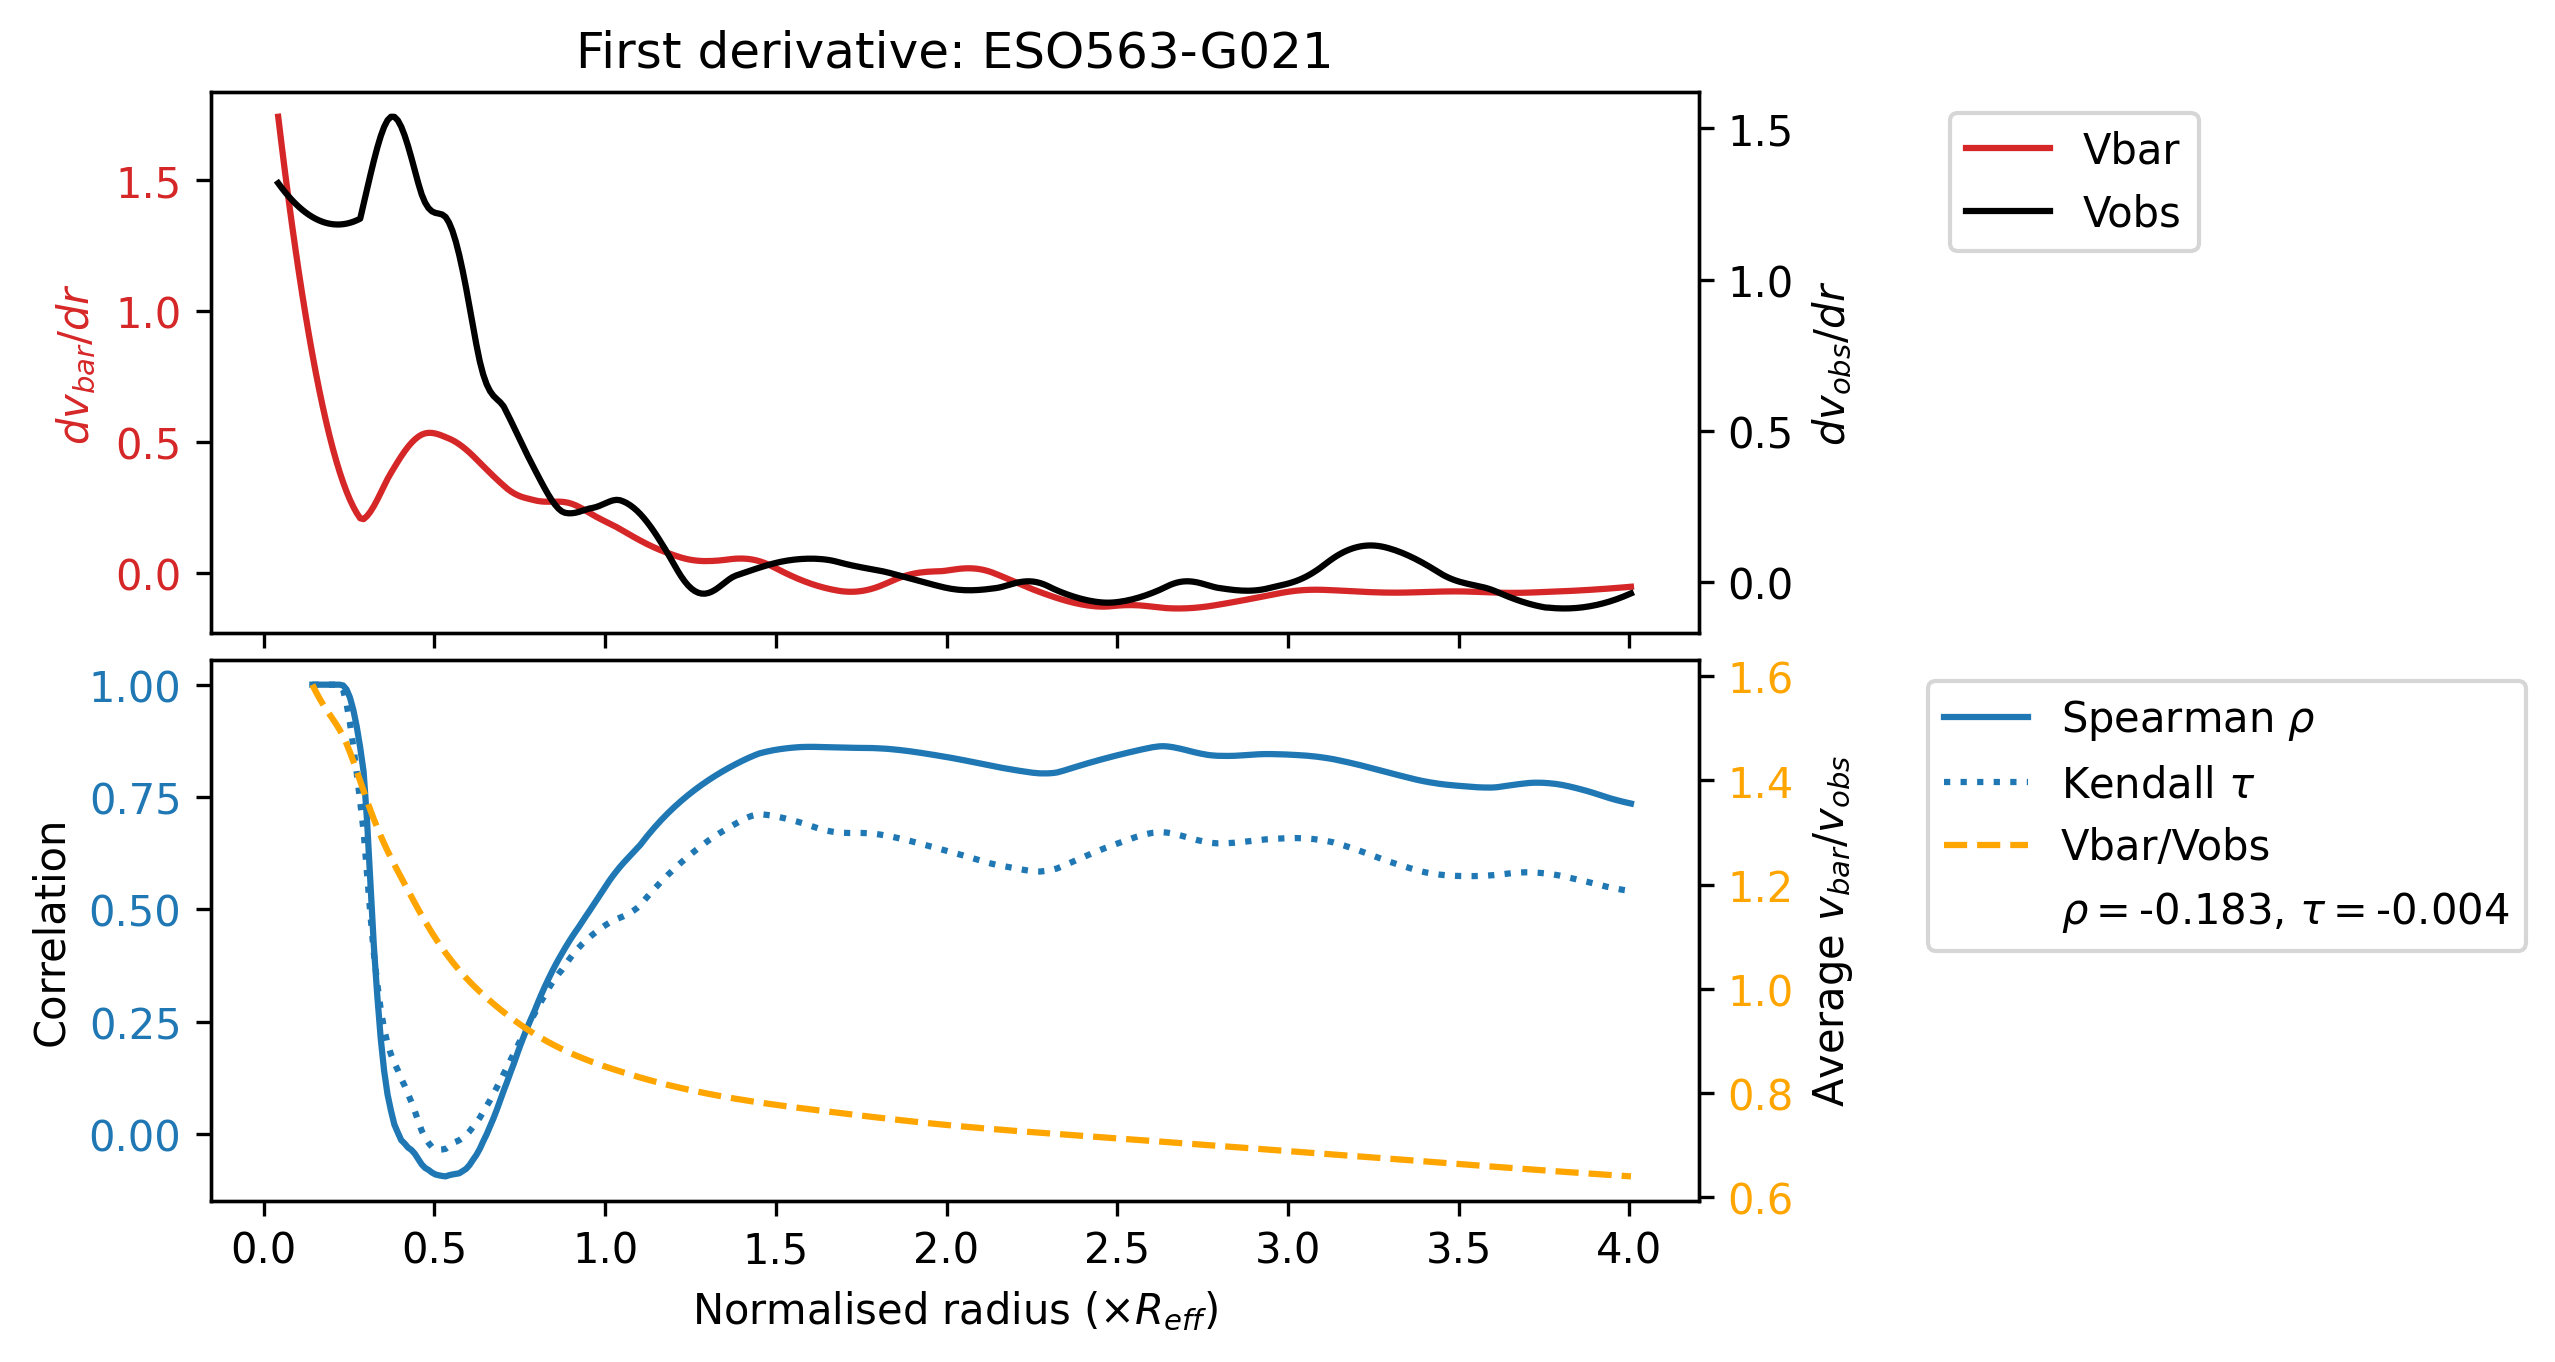 First derivative: ESO563-G021
1.5
1.0
0.5
0.0
dv_bar/dr
1.5
1.0
0.5
0.0
dv_obs/dr
Vbar
Vobs
1.00
0.75
0.50
0.25
0.00
Correlation
1.6
1.4
1.2
1.0
0.8
0.6
Average v_bar/v_obs
Spearman ρ
Kendall τ
Vbar/Vobs
ρ = -0.183, τ = -0.004
0.0 0.5 1.0 1.5 2.0 2.5 3.0 3.5 4.0
Normalised radius (×R_eff)